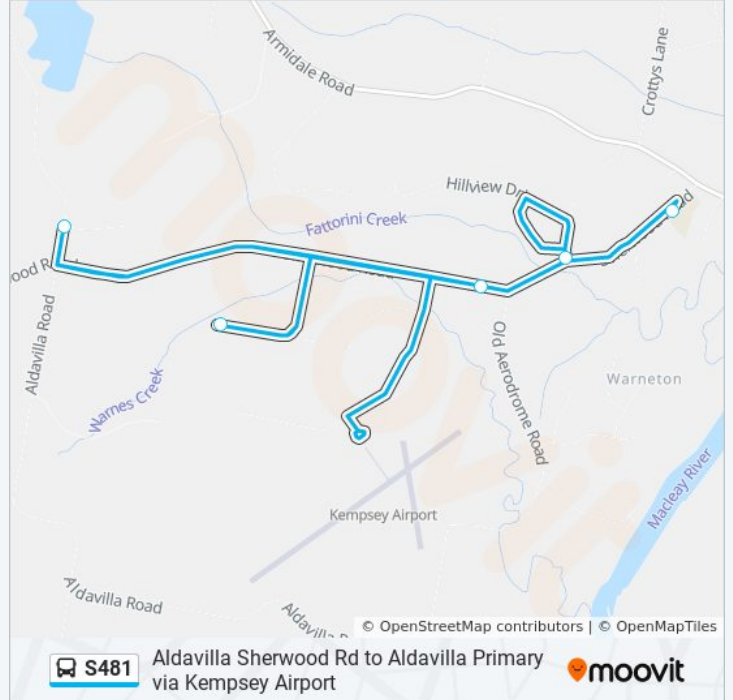 Armidale Road
Crottys Lane
Hillview Dr
Fattorini Creek
ood R
Aldavilla Road
Warnes Creek
Old Aerodrome Road
Warneton
Macleay River
Kempsey Airport
Aldavilla Road
Aldavilla R
© OpenStreetMap contributors | © OpenMapTiles
S481
Aldavilla Sherwood Rd to Aldavilla Primary
via Kempsey Airport
moovit